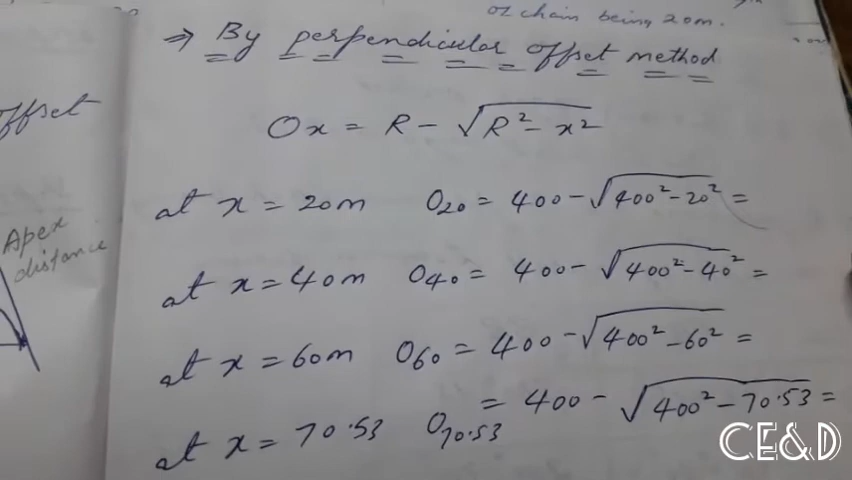 of chain being 20m.
⇒ By perpendicular offset method
offset
Ox = R - √(R² - x²)
at x = 20m O₂₀ = 400 - √(400² - 20²) =
Apex
distance
at x = 40m O₄₀ = 400 - √(400² - 40²) =
at x = 60m O₆₀ = 400 - √(400² - 60²) =
at x = 70.53 O₇₀.₅₃ = 400 - √(400² - 70.53) =
CE&D